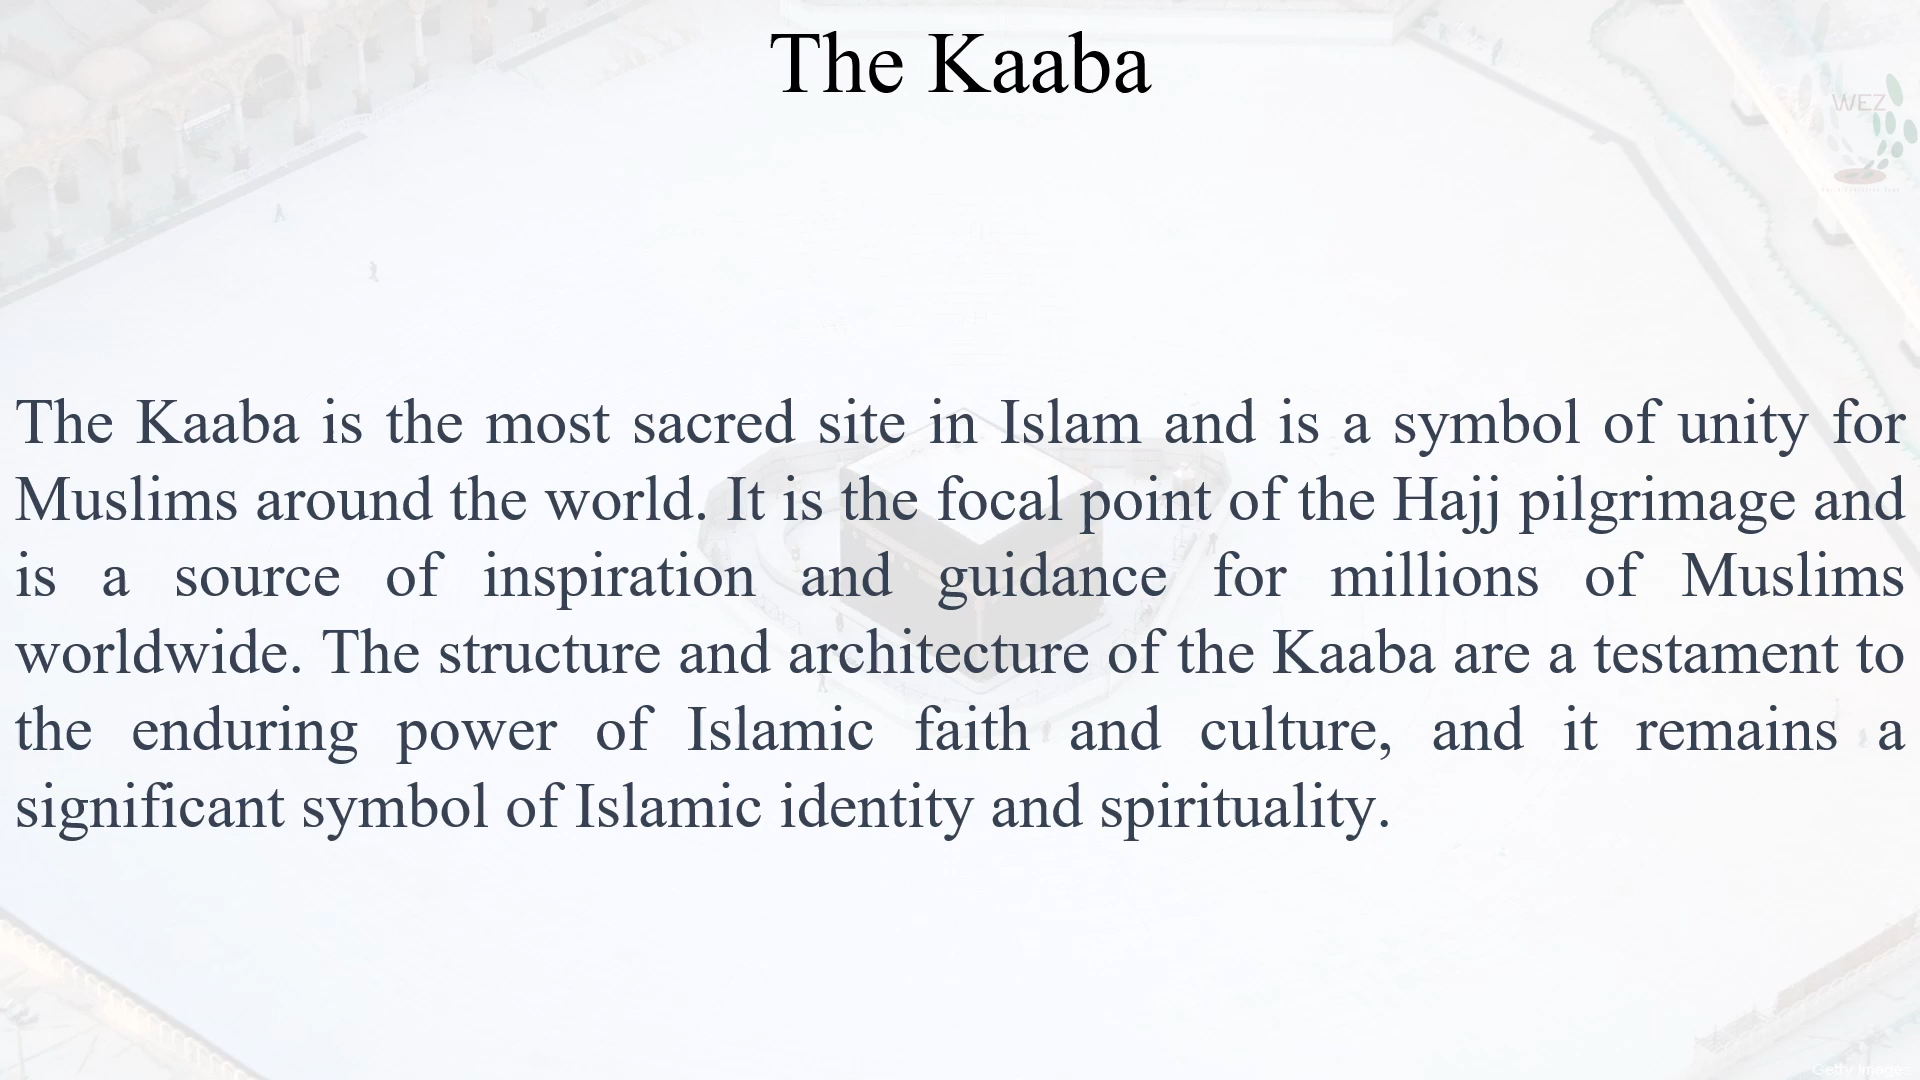 The Kaaba
WEZ
The Kaaba is the most sacred site in Islam and is a symbol of unity for
Muslims around the world. It is the focal point of the Hajj pilgrimage and
is a source of inspiration and guidance for millions of Muslims
worldwide. The structure and architecture of the Kaaba are a testament to
the enduring power of Islamic faith and culture, and it remains a
significant symbol of Islamic identity and spirituality.
Getty Images